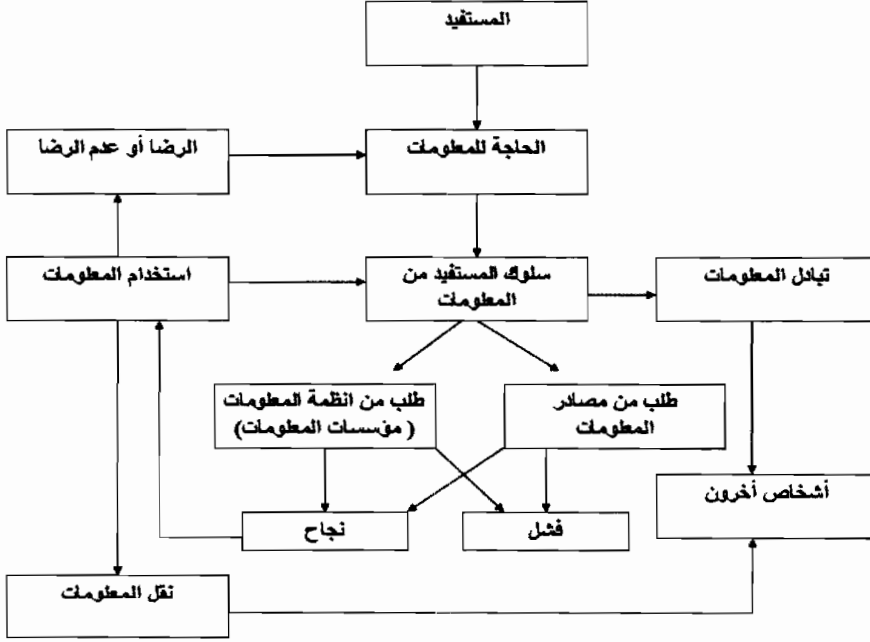 المستفيد
الرضا أو عدم الرضا
الحاجة للمعلومات
استخدام المعلومات
سلوك المستفيد من
المعلومات
تبادل المعلومات
طلب من انظمة المعلومات
( مؤسسات المعلومات)
طلب من مصادر
المعلومات
أشخاص أخرون
نجاح
فشل
نقل المعلومات